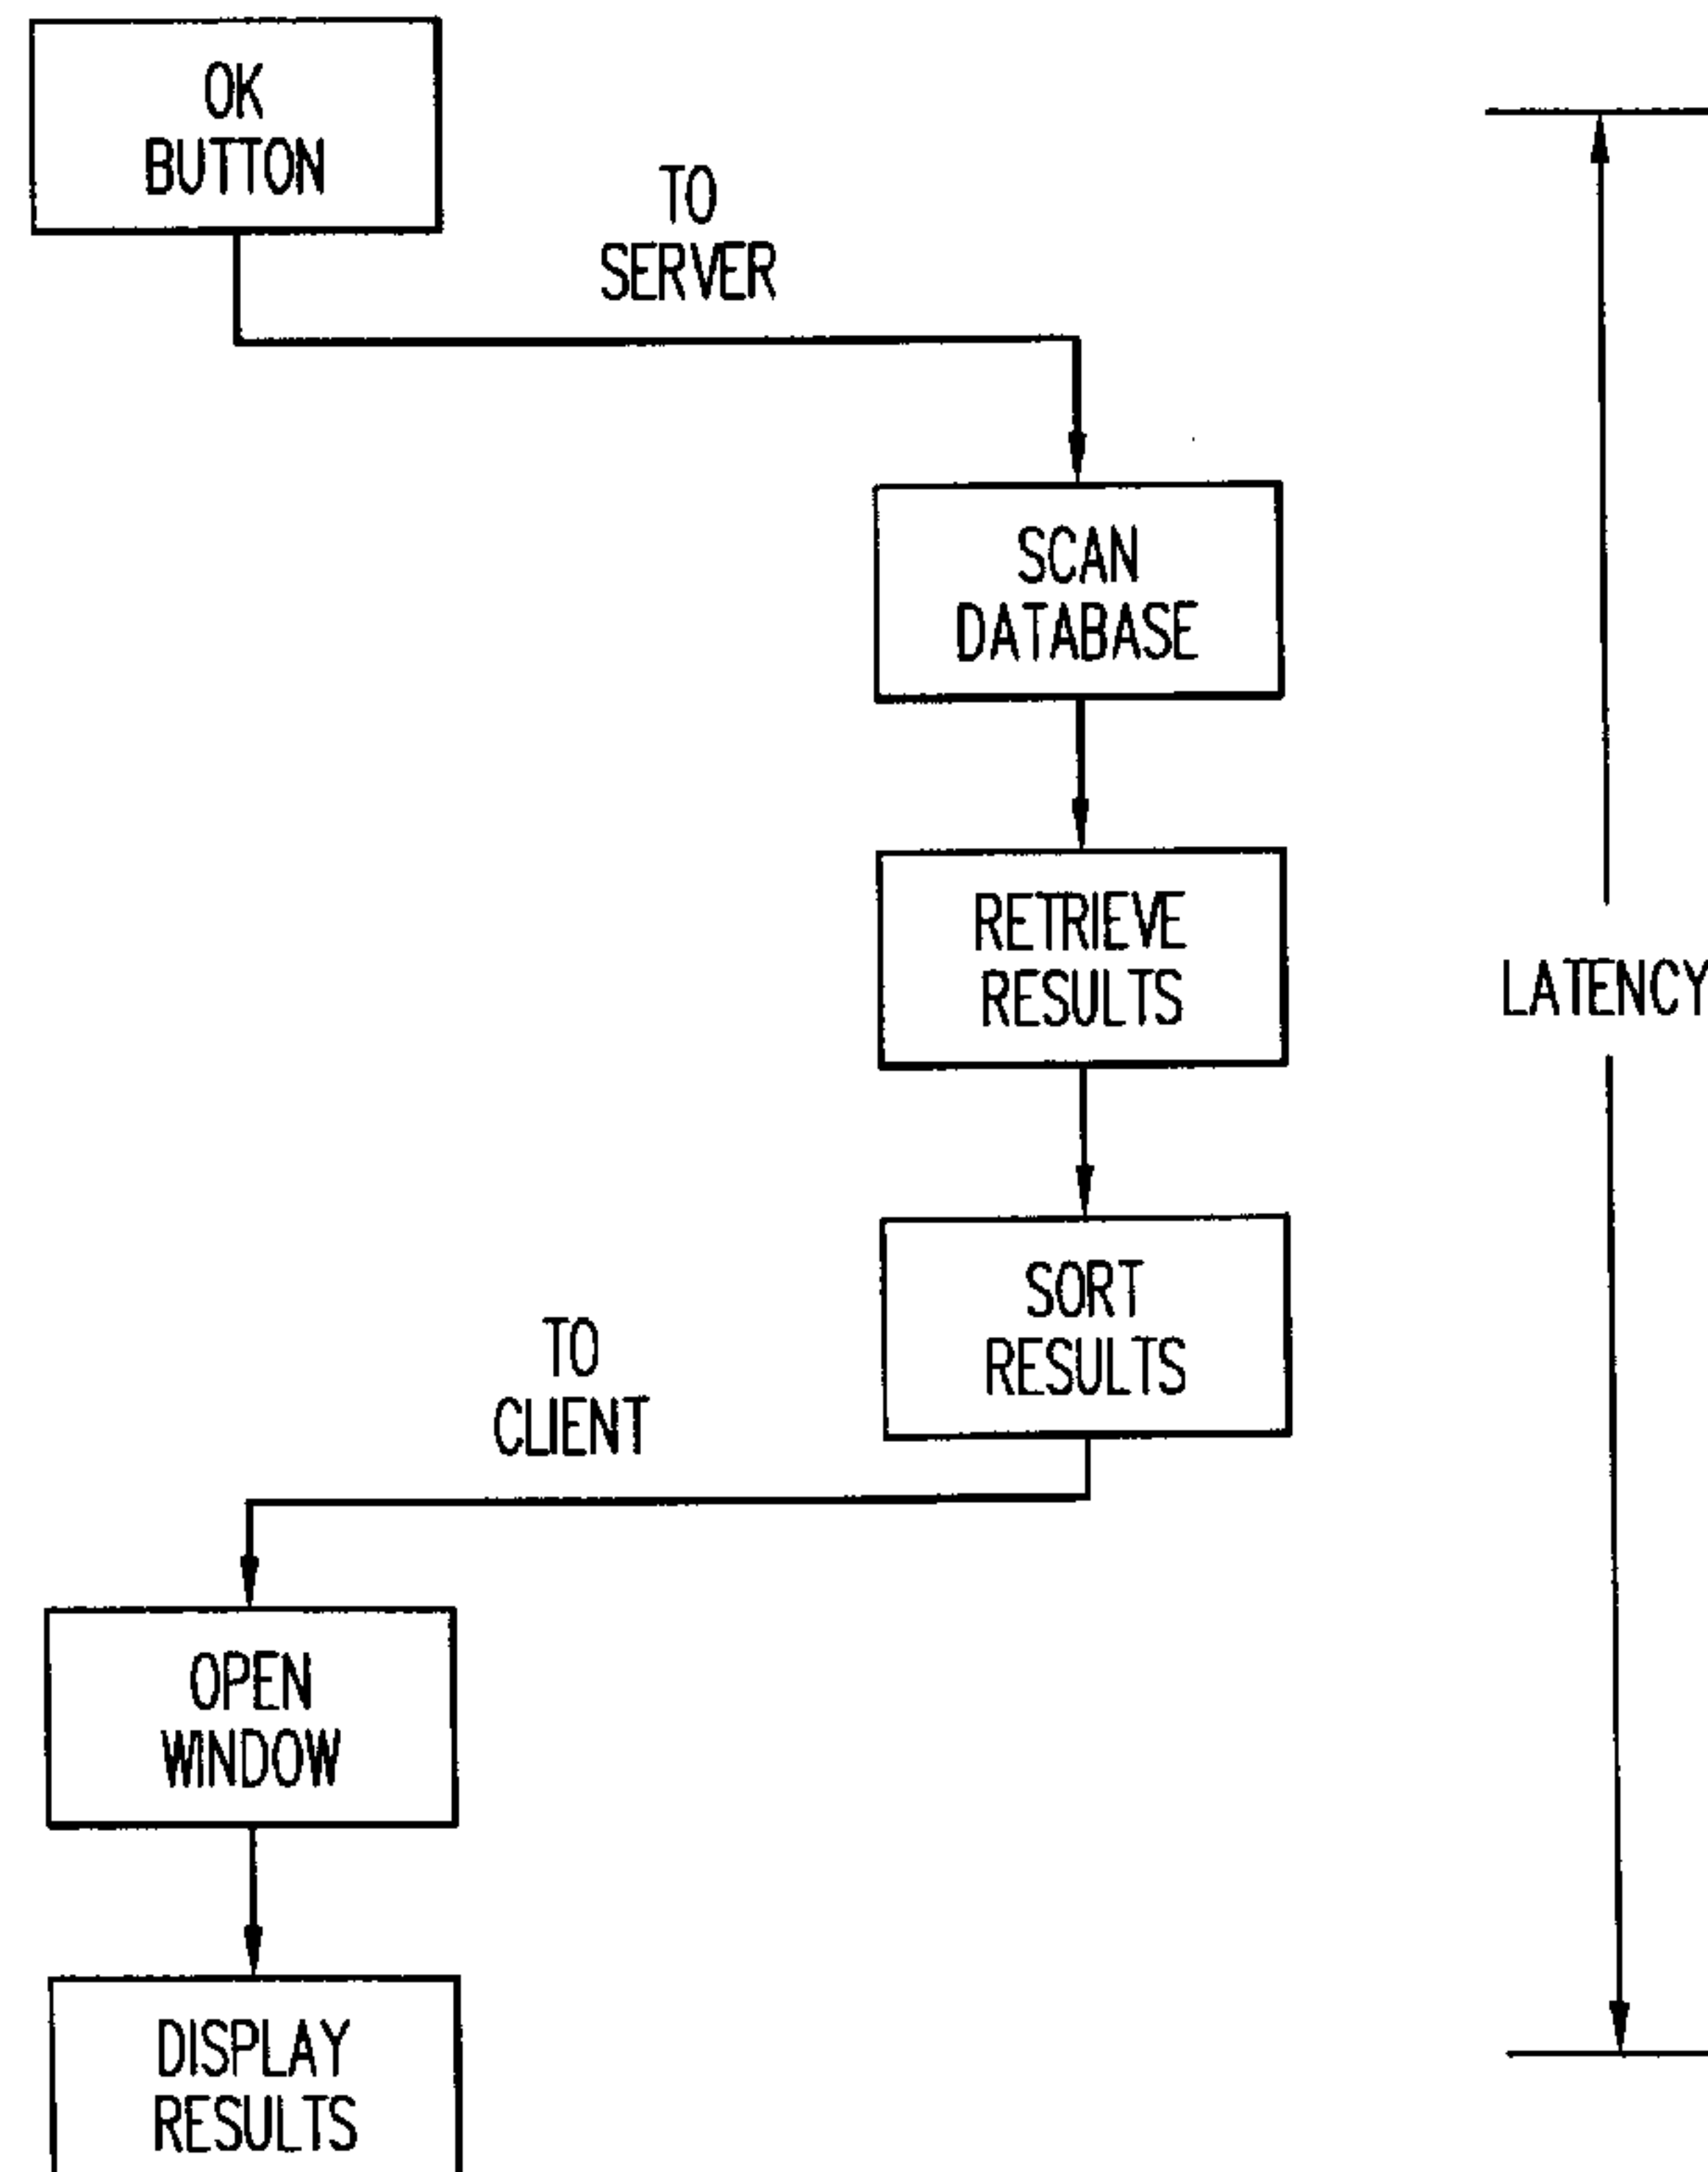 OK
BUTTON
TO
SERVER
SCAN
DATABASE
RETRIEVE
RESULTS
LATENCY
SORT
RESULTS
TO
CLIENT
OPEN
WINDOW
DISPLAY
RESULTS